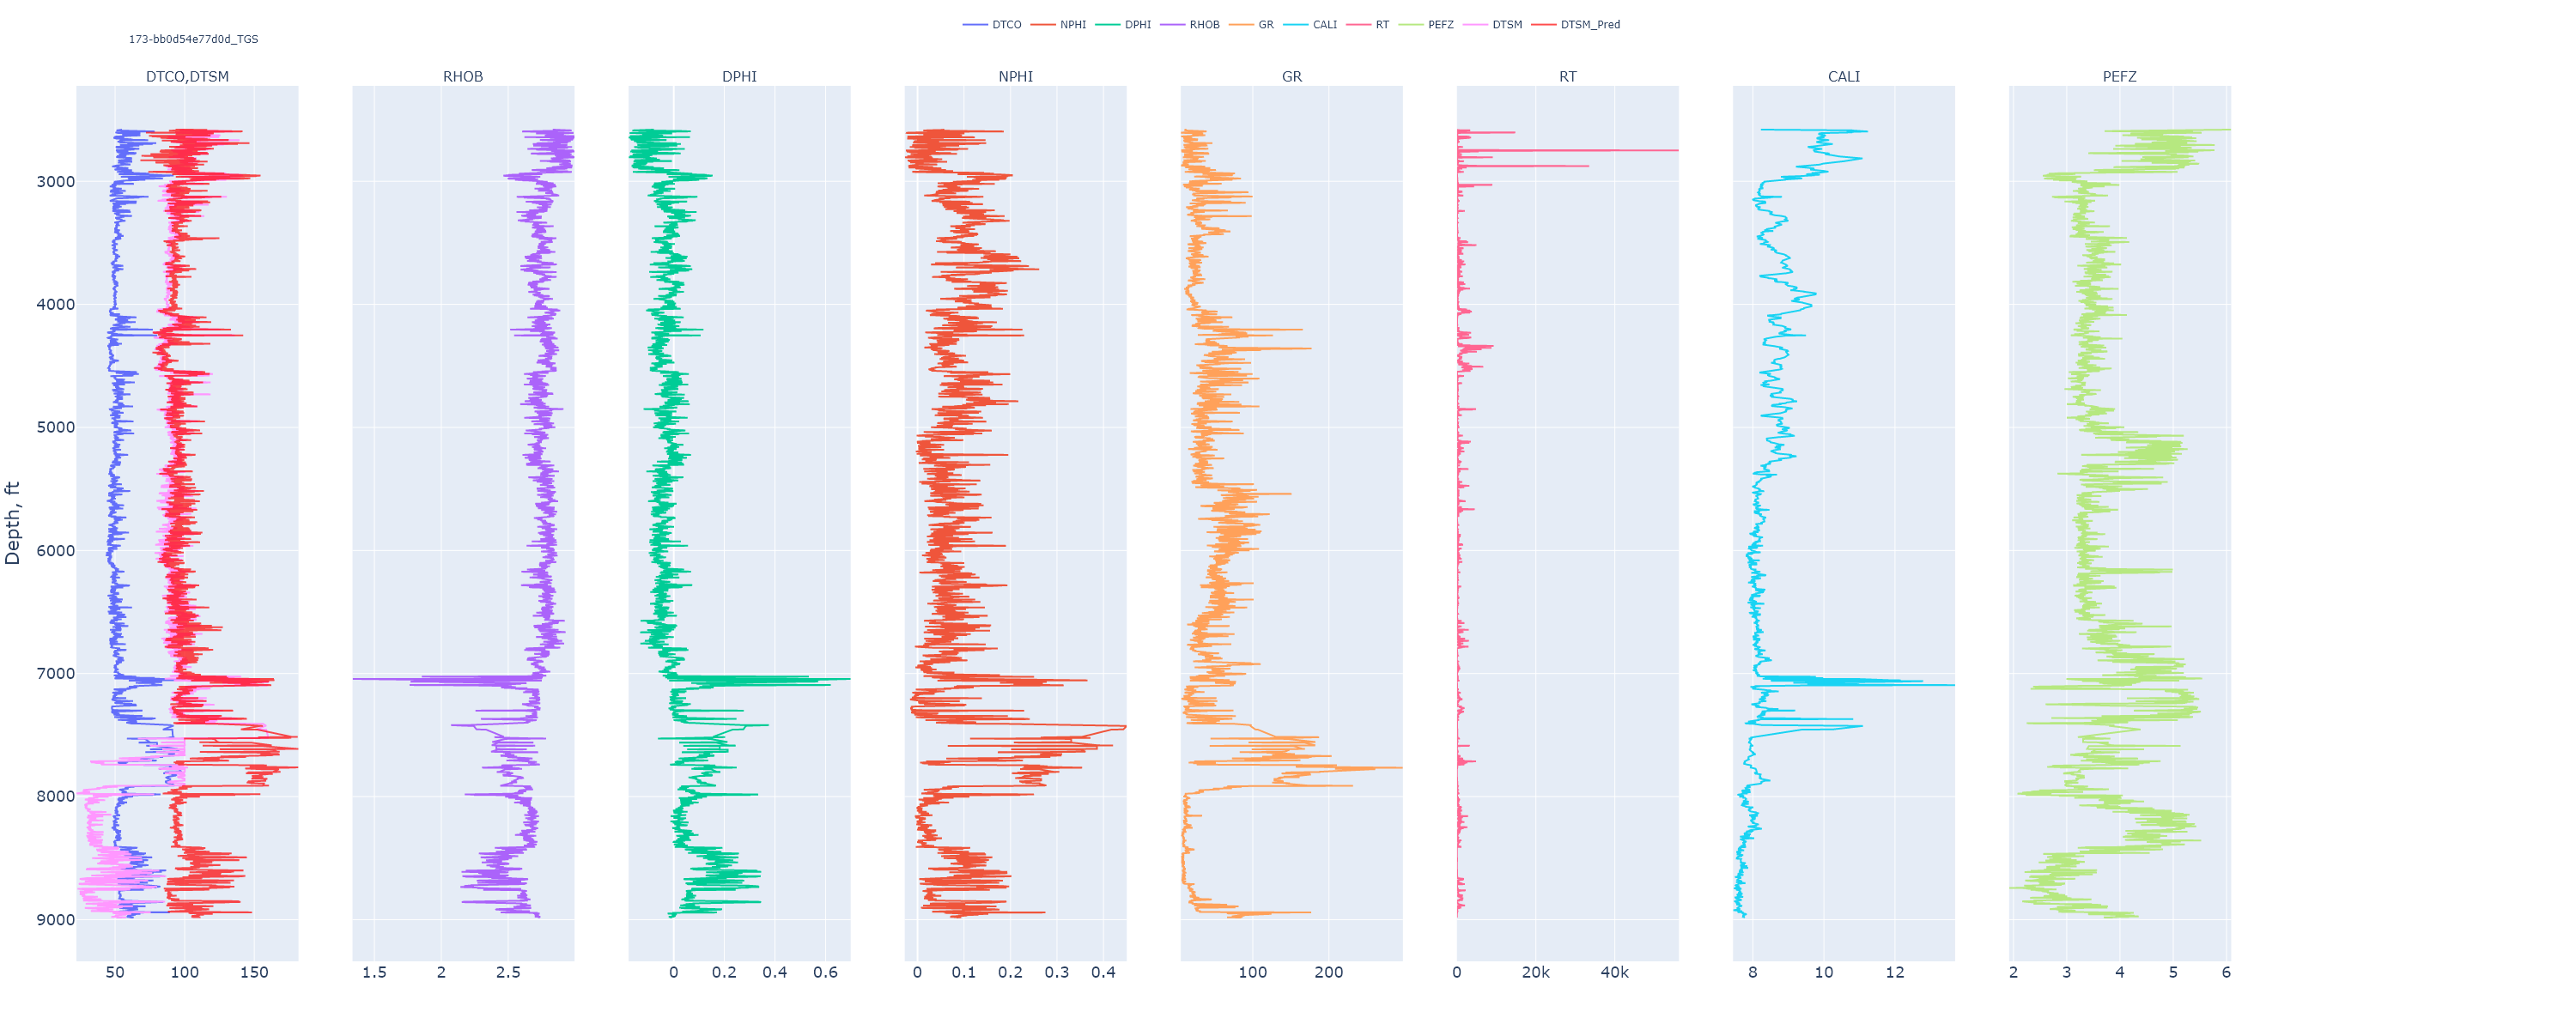 DTCO NPHI DPHI RHOB GR CALI RT PEFZ DTSM DTSM_Pred
173-bb0d54e77d0d_TGS
DTCO,DTSM RHOB DPHI NPHI GR RT CALI PEFZ
3000
4000
5000
6000
7000
8000
9000
Depth, ft
50 100 150 1.5 2 2.5 0 0.2 0.4 0.6 0 0.1 0.2 0.3 0.4 100 200 0 20k 40k 8 10 12 2 3 4 5 6